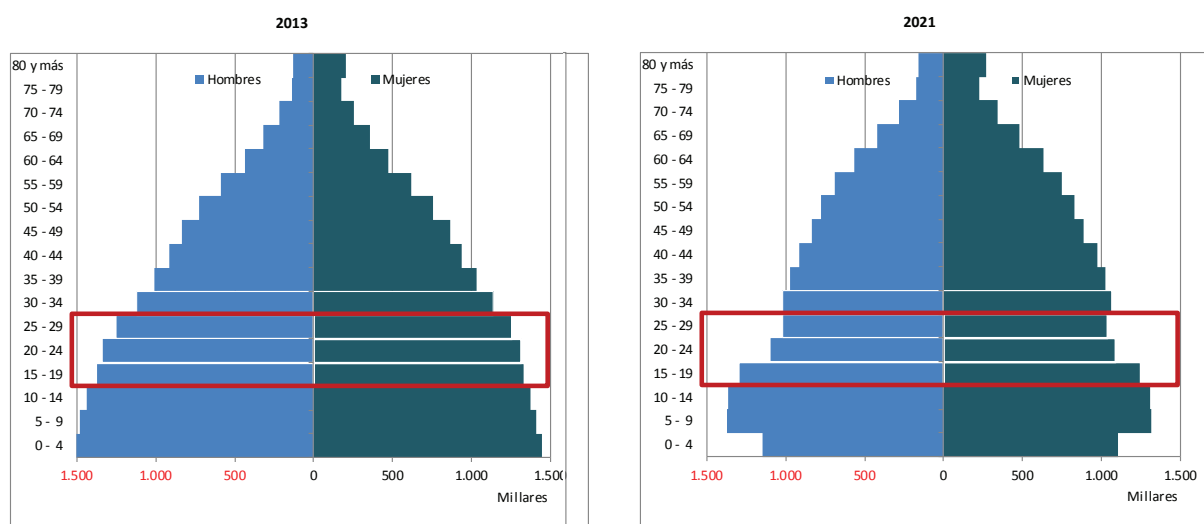 2013
80 y más
Hombres
Mujeres
75 - 79
70 - 74
65 - 69
60 - 64
55 - 59
50 - 54
45 - 49
40 - 44
35 - 39
30 - 34
25 - 29
20 - 24
15 - 19
10 - 14
5 - 9
0 - 4
1.500 1.000 500 0 500 1.000 1.500
Millares
2021
80 y más
Hombres
Mujeres
75 - 79
70 - 74
65 - 69
60 - 64
55 - 59
50 - 54
45 - 49
40 - 44
35 - 39
30 - 34
25 - 29
20 - 24
15 - 19
10 - 14
5 - 9
0 - 4
1.500 1.000 500 0 500 1.000 1.500
Millares